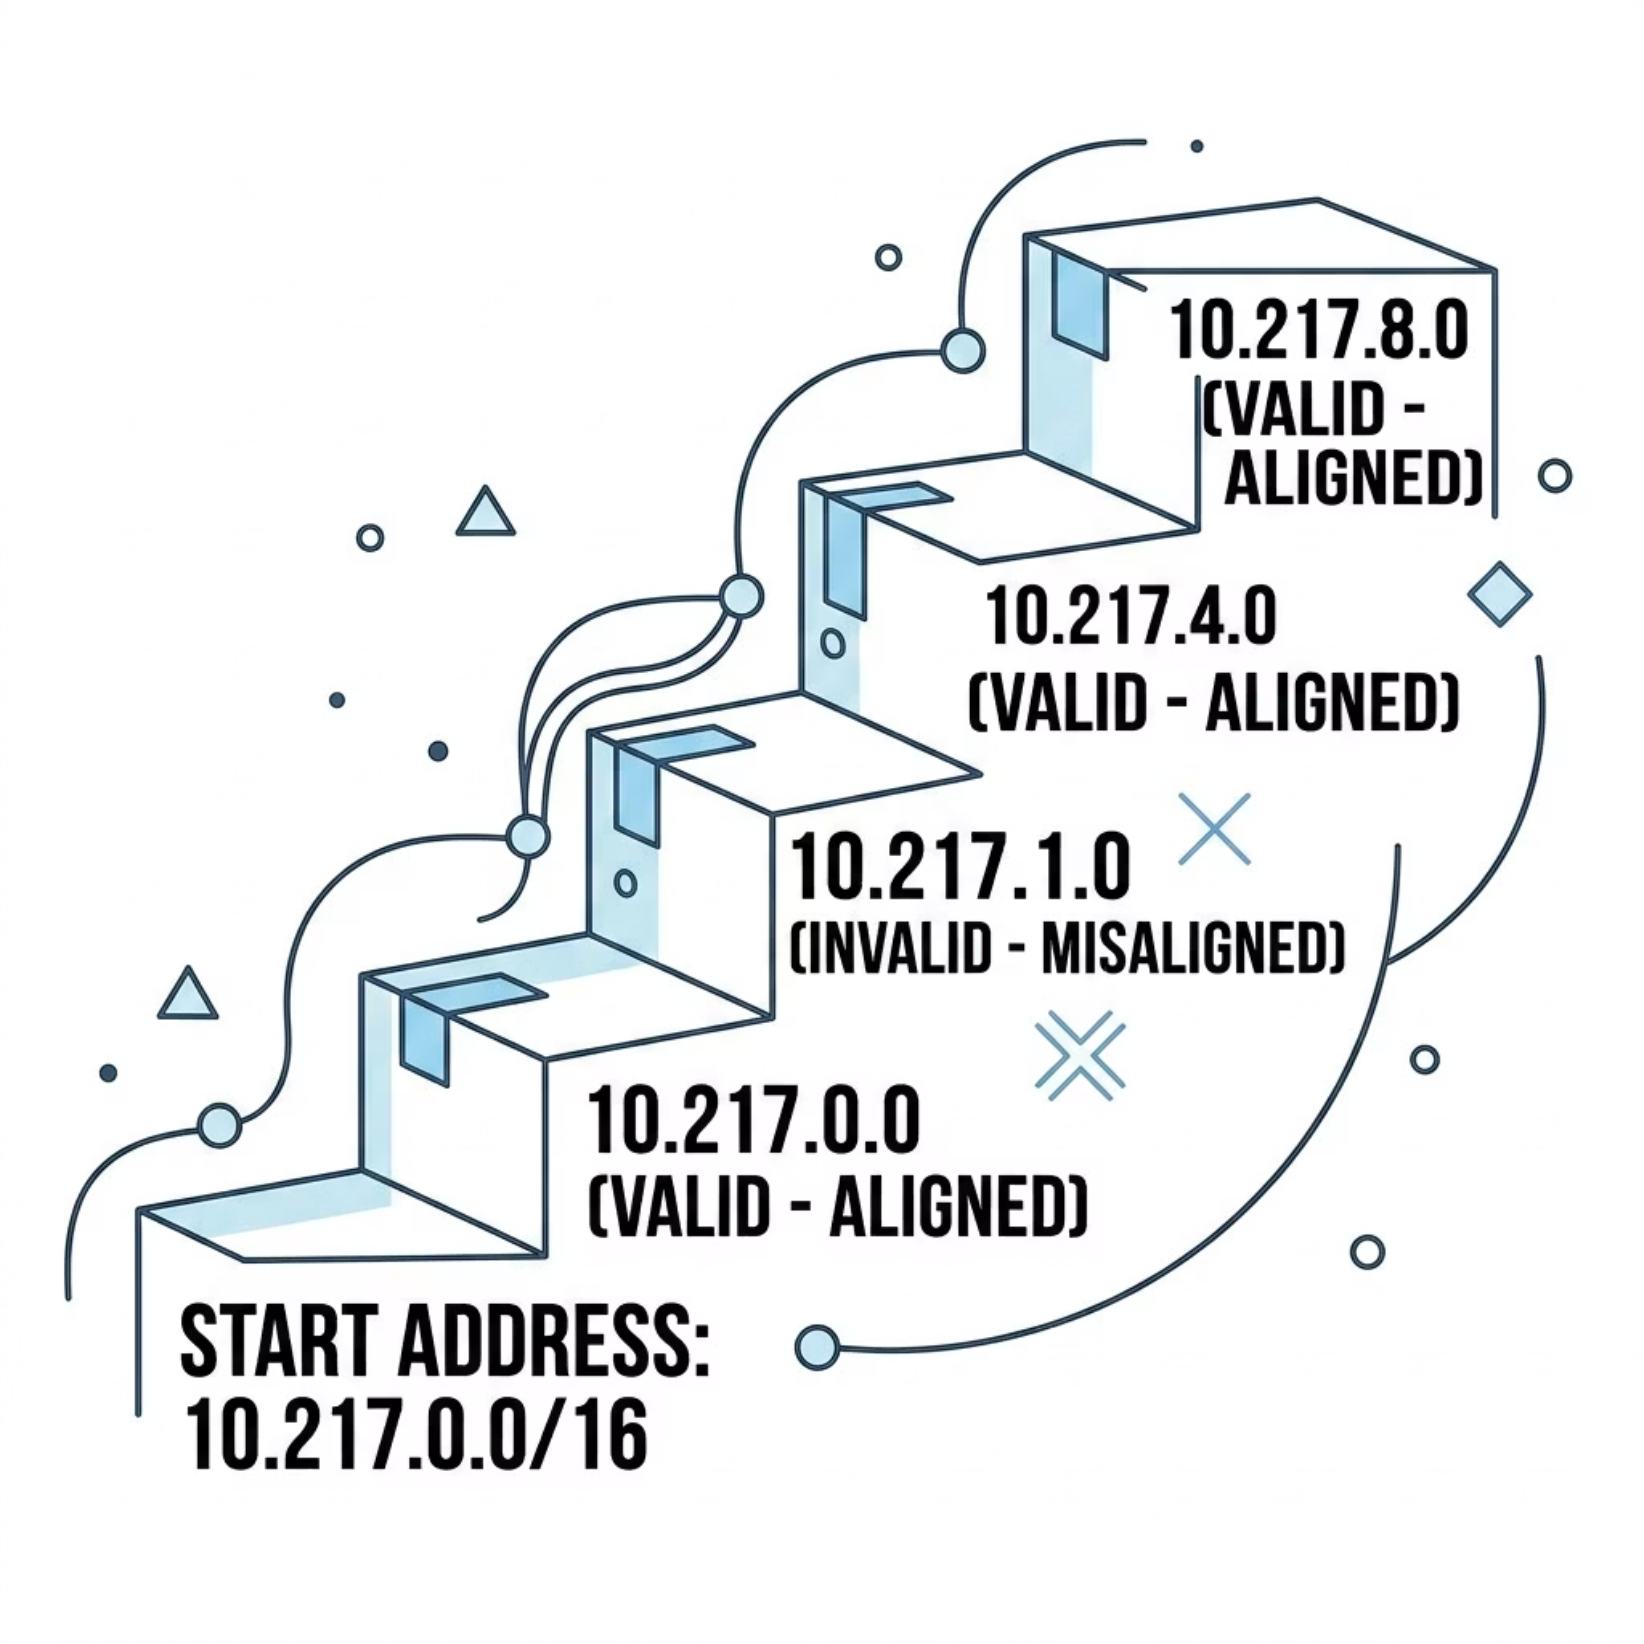 10.217.8.0
(VALID -
ALIGNED)
10.217.4.0
(VALID - ALIGNED)
10.217.1.0
(INVALID - MISALIGNED)
10.217.0.0
(VALID - ALIGNED)
START ADDRESS:
10.217.0.0/16